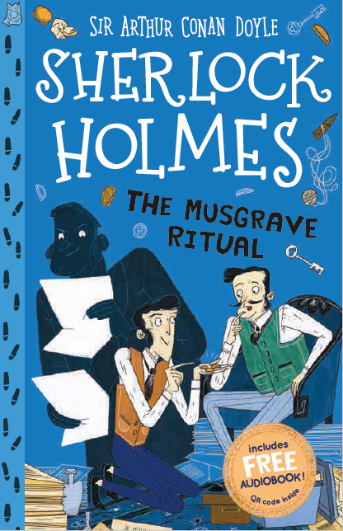 SIR ARTHUR CONAN DOYLE
SHERLOCK
HOLMES
THE MUSGRAVE
RITUAL
includes
FREE
AUDIOBOOK!
QR code inside